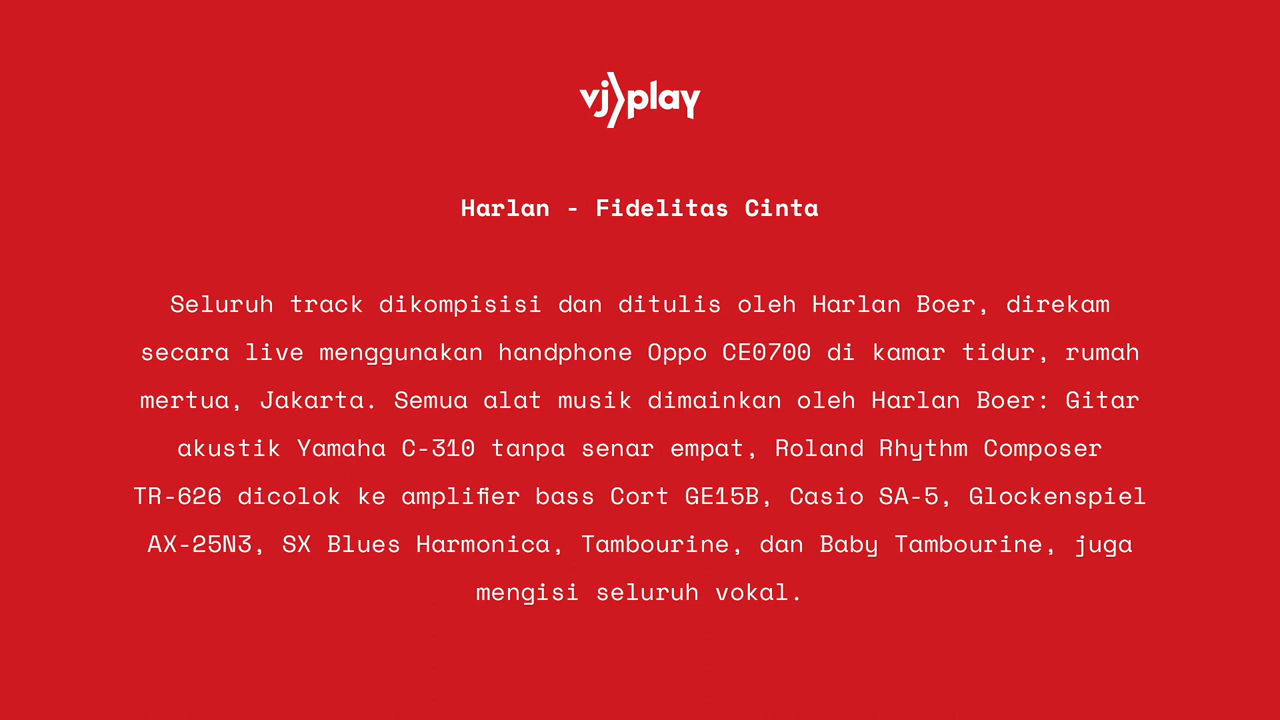 vj>play
Harlan - Fidelitas Cinta
Seluruh track dikompisisi dan ditulis oleh Harlan Boer, direkam
secara live menggunakan handphone Oppo CE0700 di kamar tidur, rumah
mertua, Jakarta. Semua alat musik dimainkan oleh Harlan Boer: Gitar
akustik Yamaha C-310 tanpa senar empat, Roland Rhythm Composer
TR-626 dicolok ke amplifier bass Cort GE15B, Casio SA-5, Glockenspiel
AX-25N3, SX Blues Harmonica, Tambourine, dan Baby Tambourine, juga
mengisi seluruh vokal.